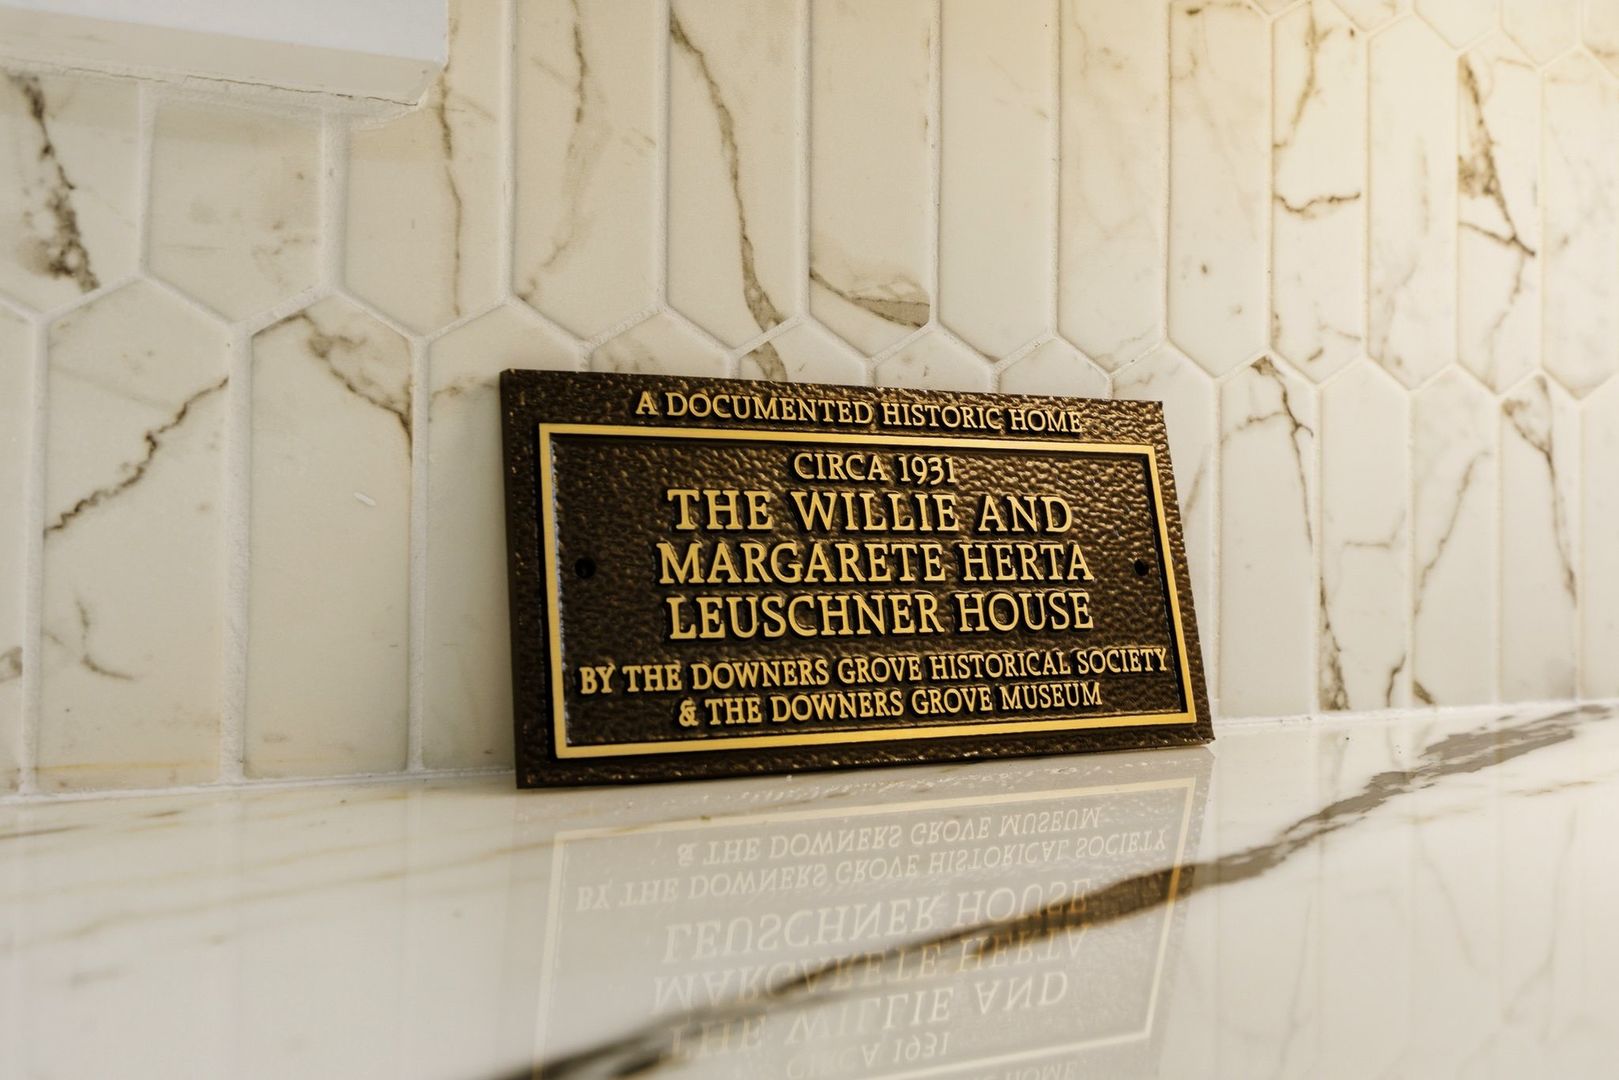 A DOCUMENTED HISTORIC HOME
CIRCA 1931
THE WILLIE AND
MARGARETE HERTA
LEUSCHNER HOUSE
BY THE DOWNERS GROVE HISTORICAL SOCIETY
& THE DOWNERS GROVE MUSEUM